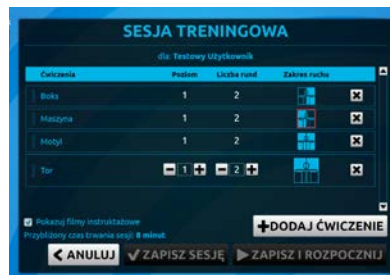 SESJA TRENINGOWA
dla: Testowy Użytkownik
Ćwiczenia Poziom Liczba rund Zakres ruchu
Boks 1 2
Maszyna 1 2
Motyl 1 2
Tor 1 2
Pokazuj filmy instruktażowe
Przybliżony czas trwania sesji: 8 minut
DODAJ ĆWICZENIE
ANULUJ ZAPISZ SESJĘ ZAPISZ I ROZPOCZNIJ